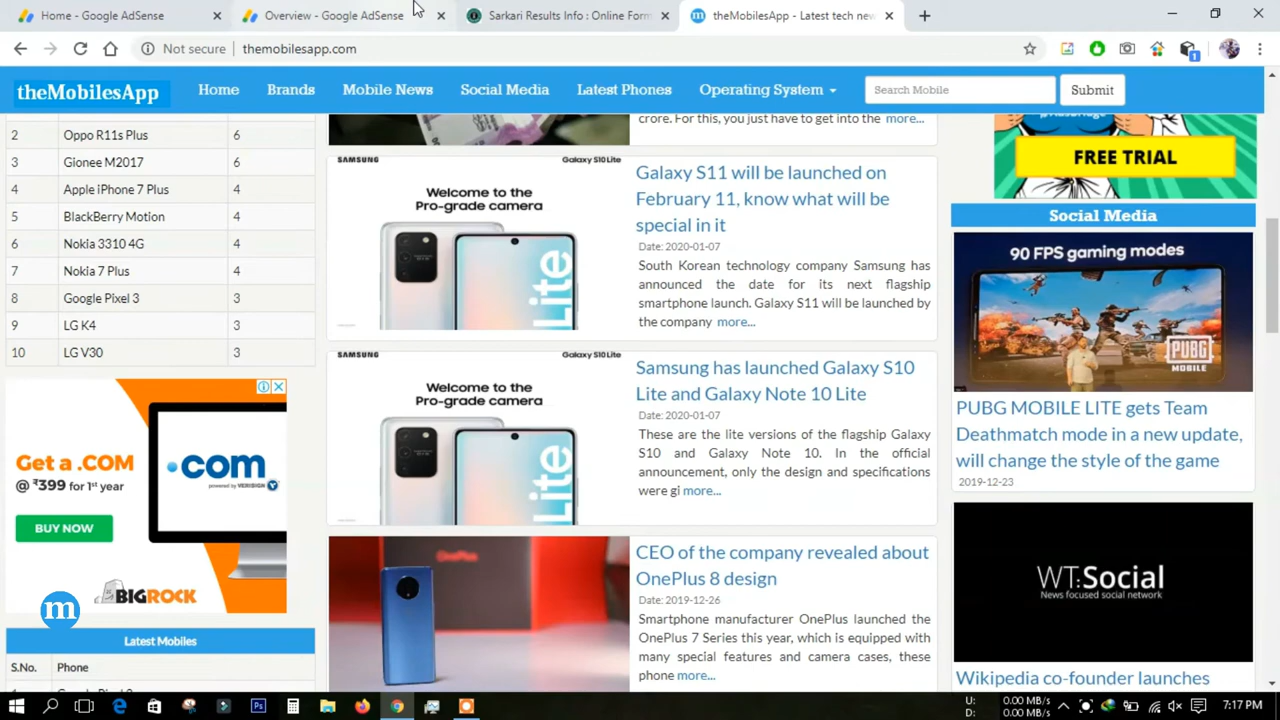 Home - Google AdSense
Overview - Google AdSense
Sarkari Results Info : Online Form
theMobilesApp - Latest tech new
Not secure
themobilesapp.com
1
theMobilesApp
Home
Brands
Mobile News
Social Media
Latest Phones
Operating System
Search Mobile
Submit
2 Oppo R11s Plus 6
3 Gionee M2017 6
4 Apple iPhone 7 Plus 4
5 BlackBerry Motion 4
6 Nokia 3310 4G 4
7 Nokia 7 Plus 4
8 Google Pixel 3 3
9 LG K4 3
10 LG V30 3
Get a .COM
@ ₹399 for 1st year
BUY NOW
.com
powered by VERISIGN
BIGROCK
m
Latest Mobiles
S.No. Phone
crore. For this, you just have to get into the more...
SAMSUNG
Galaxy S10 Lite
Welcome to the
Pro-grade camera
Lite
Galaxy S11 will be launched on
February 11, know what will be
special in it
Date: 2020-01-07
South Korean technology company Samsung has
announced the date for its next flagship
smartphone launch. Galaxy S11 will be launched by
the company more...
SAMSUNG
Galaxy S10 Lite
Welcome to the
Pro-grade camera
Lite
Samsung has launched Galaxy S10
Lite and Galaxy Note 10 Lite
Date: 2020-01-07
These are the lite versions of the flagship Galaxy
S10 and Galaxy Note 10. In the official
announcement, only the design and specifications
were gi more...
CEO of the company revealed about
OnePlus 8 design
Date: 2019-12-26
Smartphone manufacturer OnePlus launched the
OnePlus 7 Series this year, which is equipped with
many special features and camera cases, these
phone more...
FREE TRIAL
Social Media
90 FPS gaming modes
PUBG
MOBILE
PUBG MOBILE LITE gets Team
Deathmatch mode in a new update,
will change the style of the game
2019-12-23
WT:Social
News focused social network
Wikipedia co-founder launches
U: 0.00 MB/s
D: 0.00 MB/s
7:17 PM